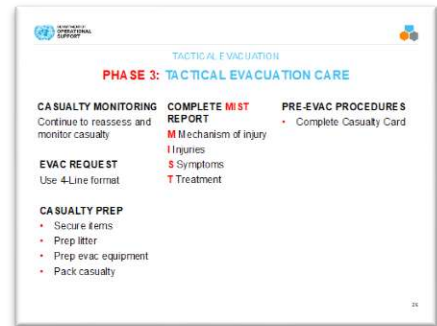 DEPARTMENT OF
OPERATIONAL
SUPPORT
TACTICAL EVACUATION
PHASE 3: TACTICAL EVACUATION CARE
CASUALTY MONITORING
Continue to reassess and
monitor casualty
EVAC REQUEST
Use 4-Line format
CASUALTY PREP
• Secure items
• Prep litter
• Prep evac equipment
• Pack casualty
COMPLETE MIST
REPORT
M Mechanism of injury
I Injuries
S Symptoms
T Treatment
PRE-EVAC PROCEDURES
• Complete Casualty Card